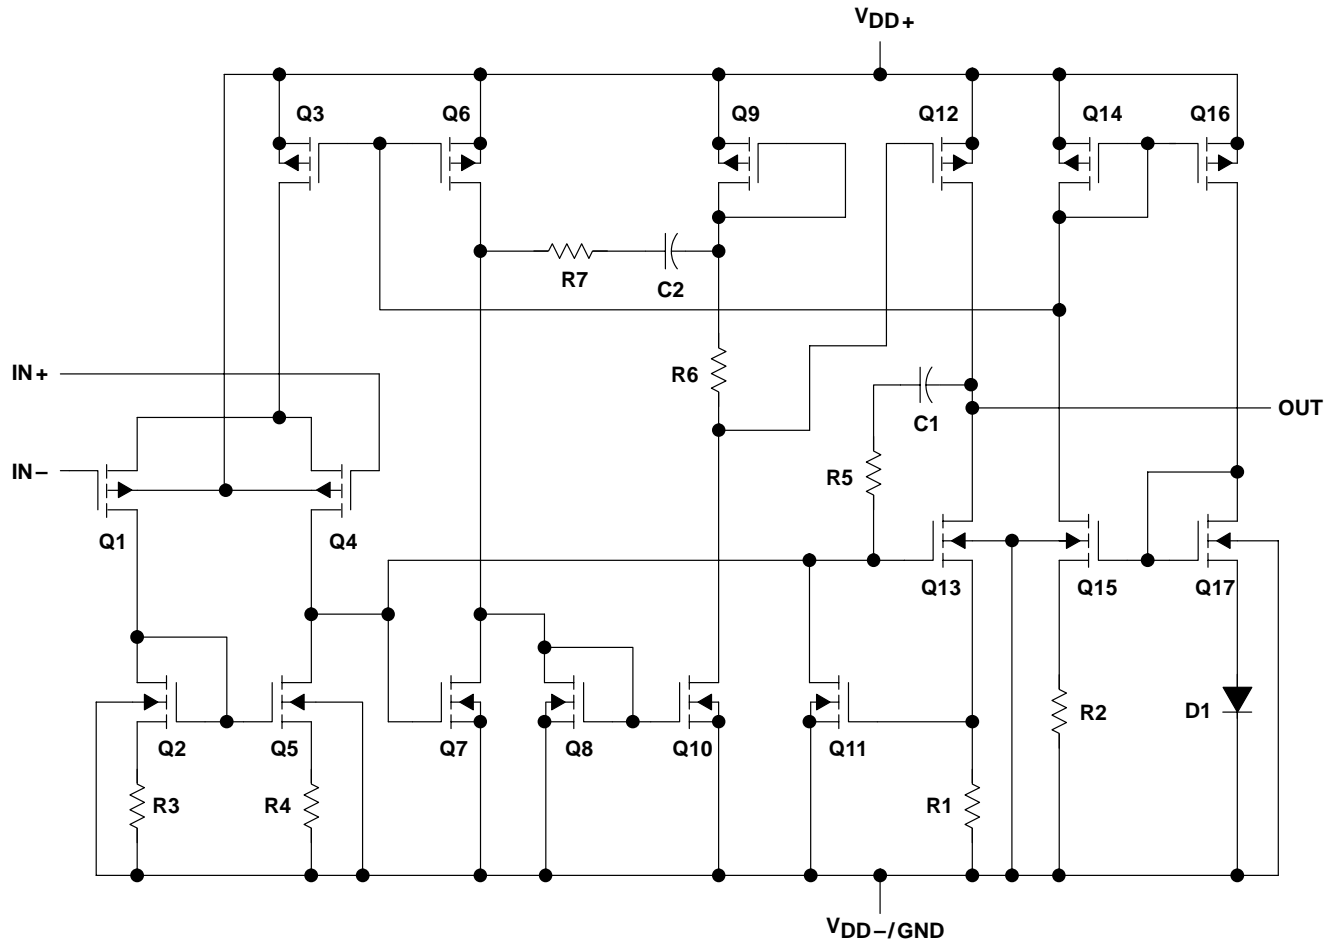 VDD+
Q3
Q6
Q9
Q12
Q14
Q16
R7
C2
IN+
R6
C1
OUT
IN−
R5
Q1
Q4
Q13
Q15
Q17
R2
D1
Q2
Q5
Q7
Q8
Q10
Q11
R3
R4
R1
VDD−/GND